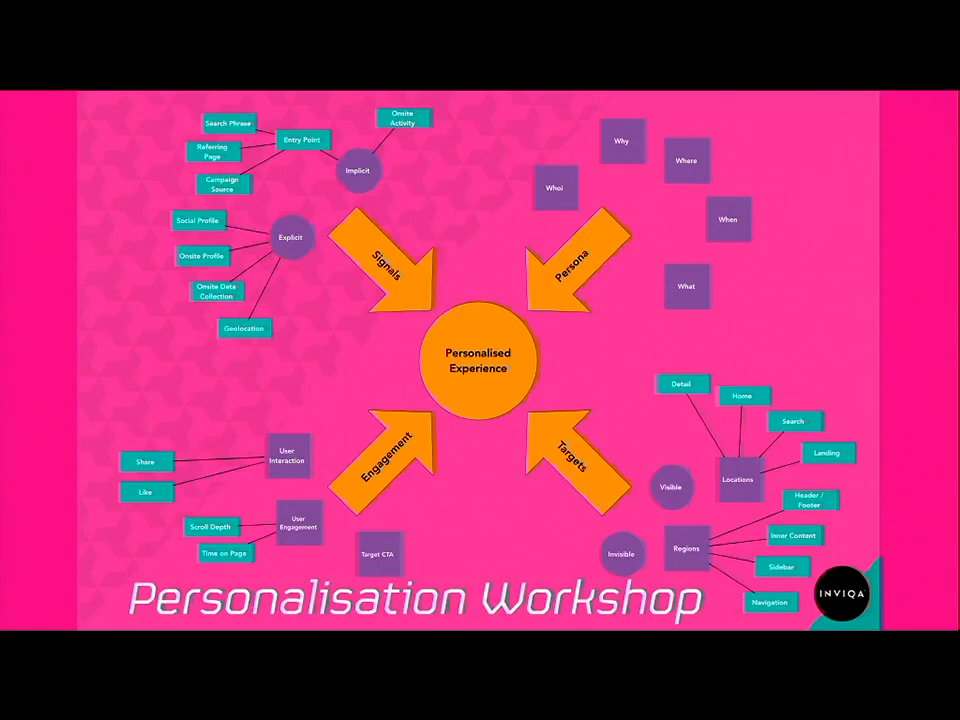 Onsite
Activity
Search Phrase
Entry Point
Referring
Page
Campaign
Source
Implicit
Social Profile
Explicit
Onsite Profile
Onsite Data
Collection
Geolocation
Signals
Why
Where
Whoi
When
What
Persona
Personalised
Experience
Share
Like
User
Interaction
User
Engagement
Scroll Depth
Time on Page
Target CTA
Engagement
Targets
Detail
Home
Search
Landing
Locations
Visible
Header /
Footer
Inner Content
Regions
Invisible
Sidebar
Navigation
Personalisation Workshop
INVIQA